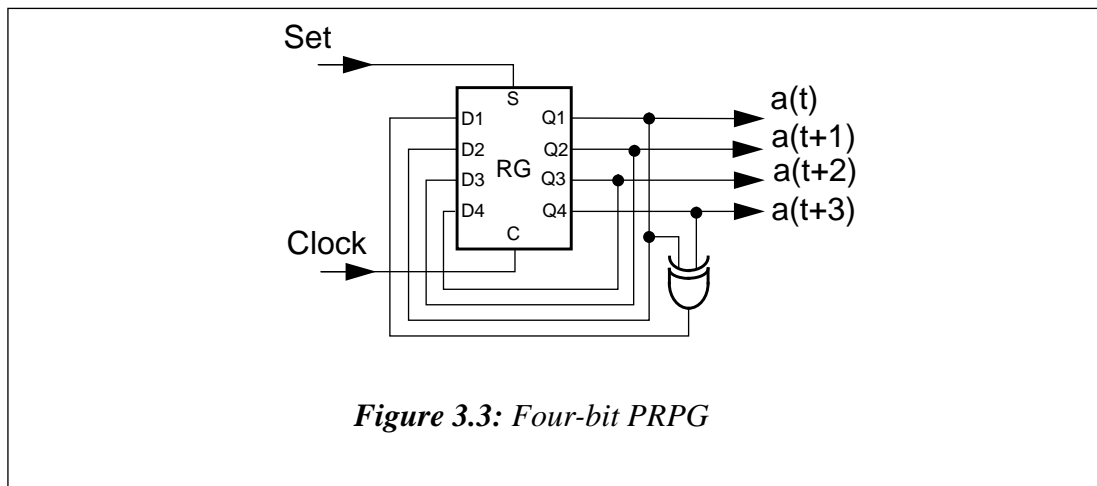 Set
S
D1 Q1 a(t)
D2 Q2 a(t+1)
RG
D3 Q3 a(t+2)
D4 Q4 a(t+3)
C
Clock
Figure 3.3: Four-bit PRPG